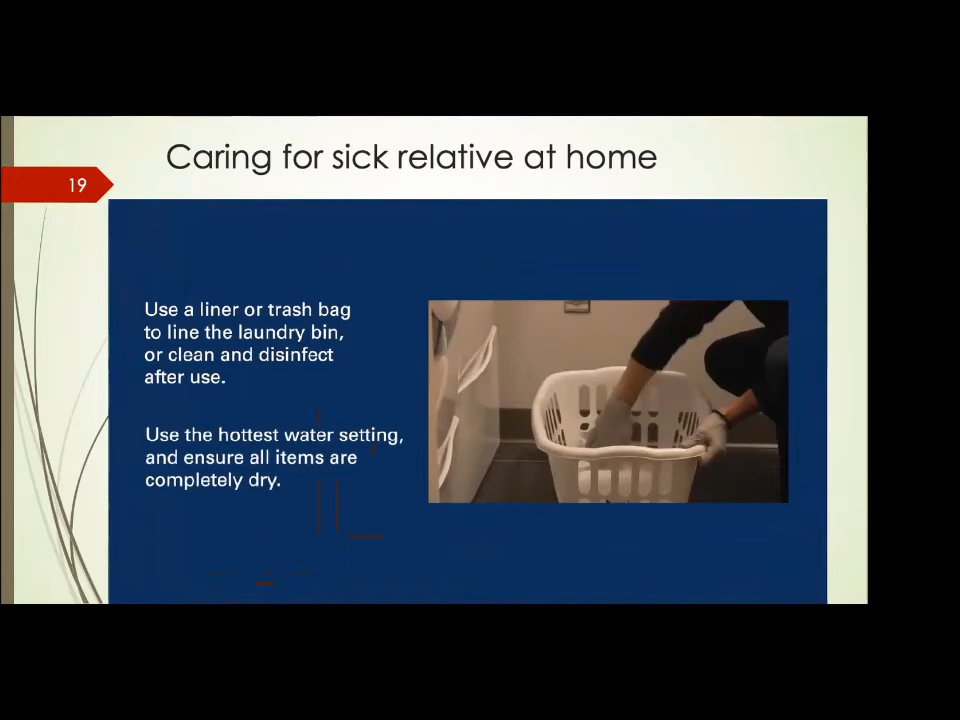 Caring for sick relative at home
19
Use a liner or trash bag
to line the laundry bin,
or clean and disinfect
after use.
Use the hottest water setting,
and ensure all items are
completely dry.